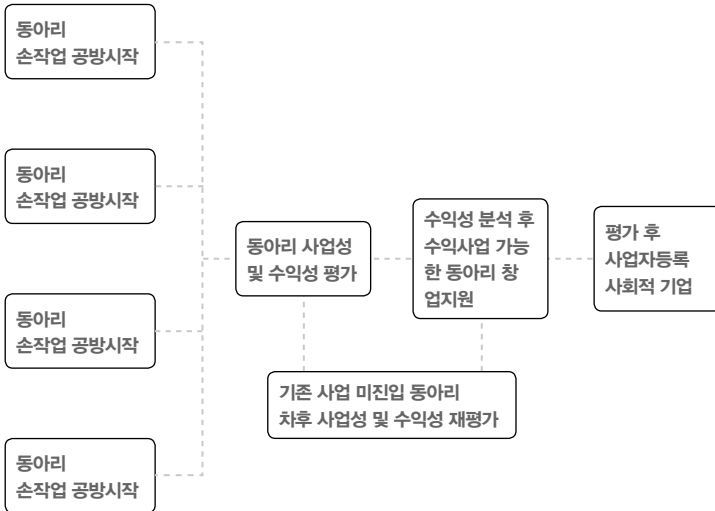 동아리
손작업 공방시작
동아리
손작업 공방시작
동아리
손작업 공방시작
동아리
손작업 공방시작
동아리 사업성
및 수익성 평가
수익성 분석 후
수익사업 가능
한 동아리 창
업지원
평가 후
사업자등록
사회적 기업
기존 사업 미진입 동아리
차후 사업성 및 수익성 재평가